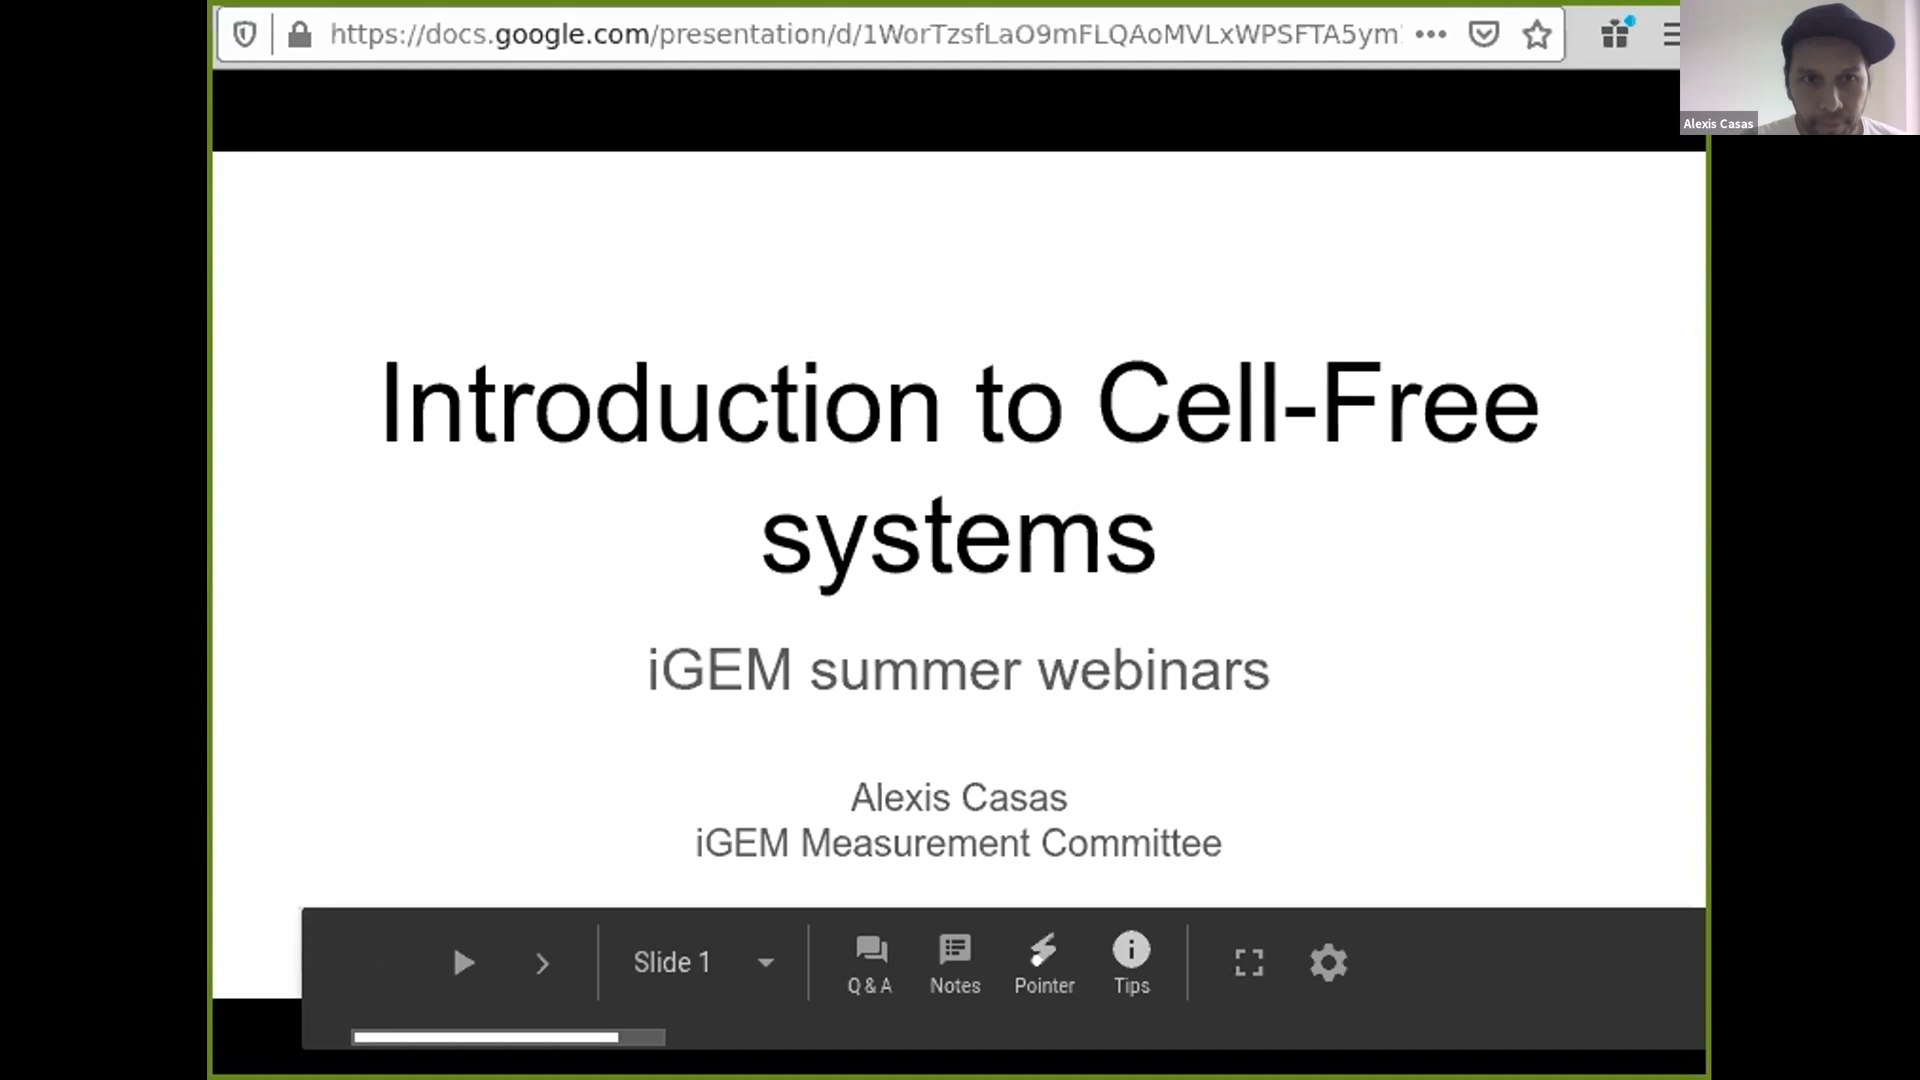 https://docs.google.com/presentation/d/1WorTzsfLaO9mFLQAoMVLxWPSFTA5ym
Alexis Casas
Introduction to Cell-Free
systems
iGEM summer webinars
Alexis Casas
iGEM Measurement Committee
Slide 1
Q & A
Notes
Pointer
Tips